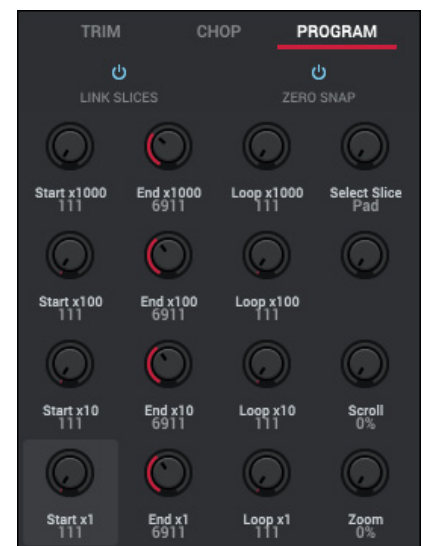 TRIM CHOP PROGRAM
LINK SLICES ZERO SNAP
Start x1000 End x1000 Loop x1000 Select Slice
111 6911 111 Pad
Start x100 End x100 Loop x100
111 6911 111
Start x10 End x10 Loop x10 Scroll
111 6911 111 0%
Start x1 End x1 Loop x1 Zoom
111 6911 111 0%